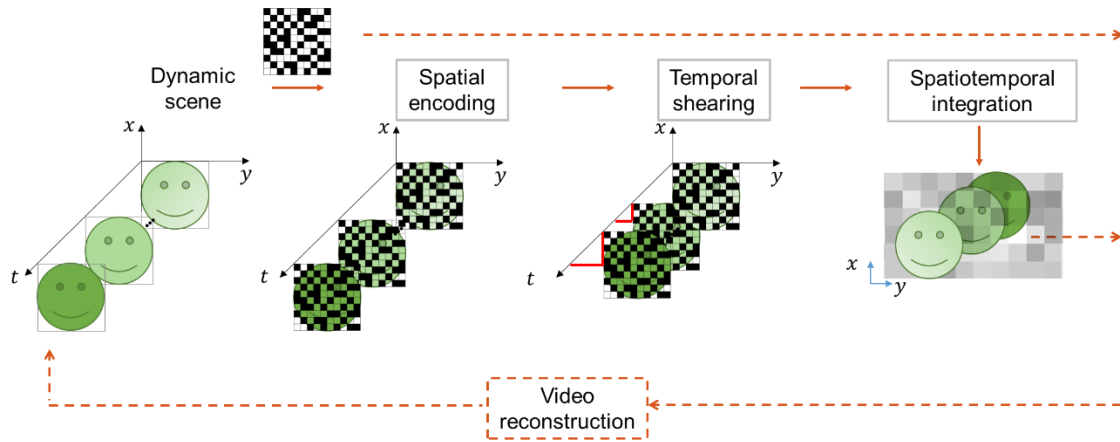 Dynamic
scene
Spatial
encoding
Temporal
shearing
Spatiotemporal
integration
x
y
t
x
y
t
x
y
t
x
y
Video
reconstruction